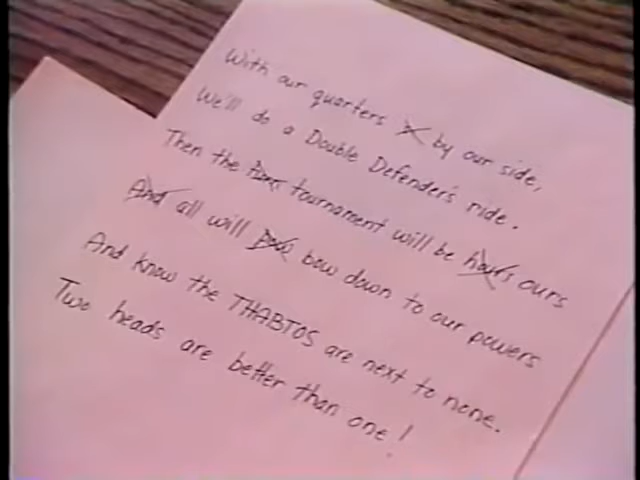 With our quarters by our side,
We'll do a Double Defenders ride.
Then the tournament will be ours
all will bow down to our powers
And know the THABTOS are next to none.
Two heads are better than one!